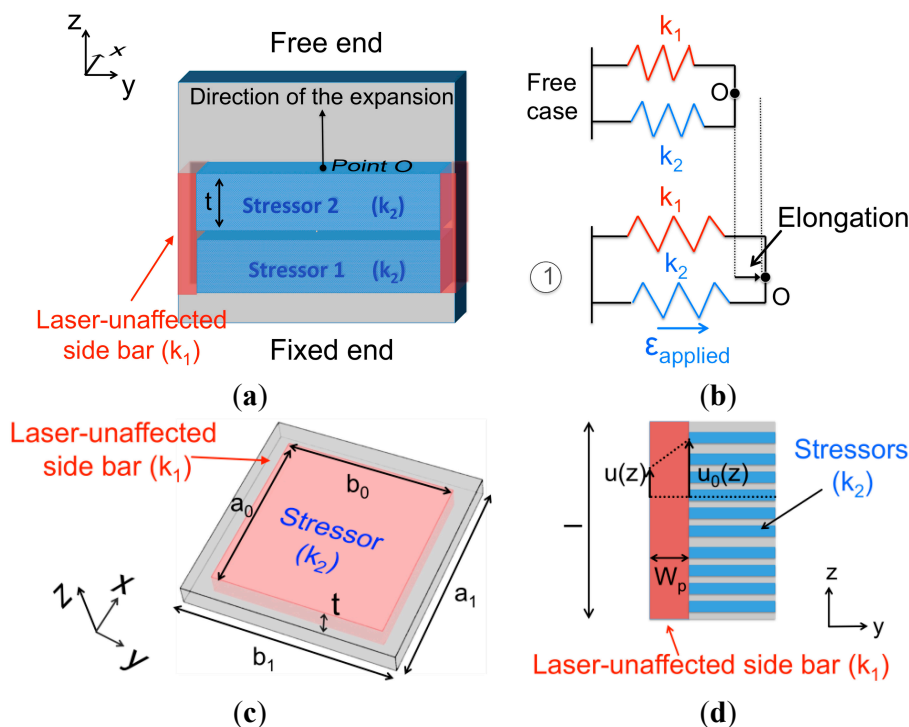 z
x
y
Free end
Direction of the expansion
Point O
t
Stressor 2 (k2)
Stressor 1 (k2)
Laser-unaffected
side bar (k1)
Fixed end
(a)
k1
Free
case
O
k2
k1
Elongation
1
k2
O
εapplied
(b)
Laser-unaffected
side bar (k1)
b0
a0
Stressor
(k2)
t
a1
b1
z
x
y
(c)
Stressors
(k2)
u(z)
u0(z)
l
Wp
z
y
Laser-unaffected side bar (k1)
(d)